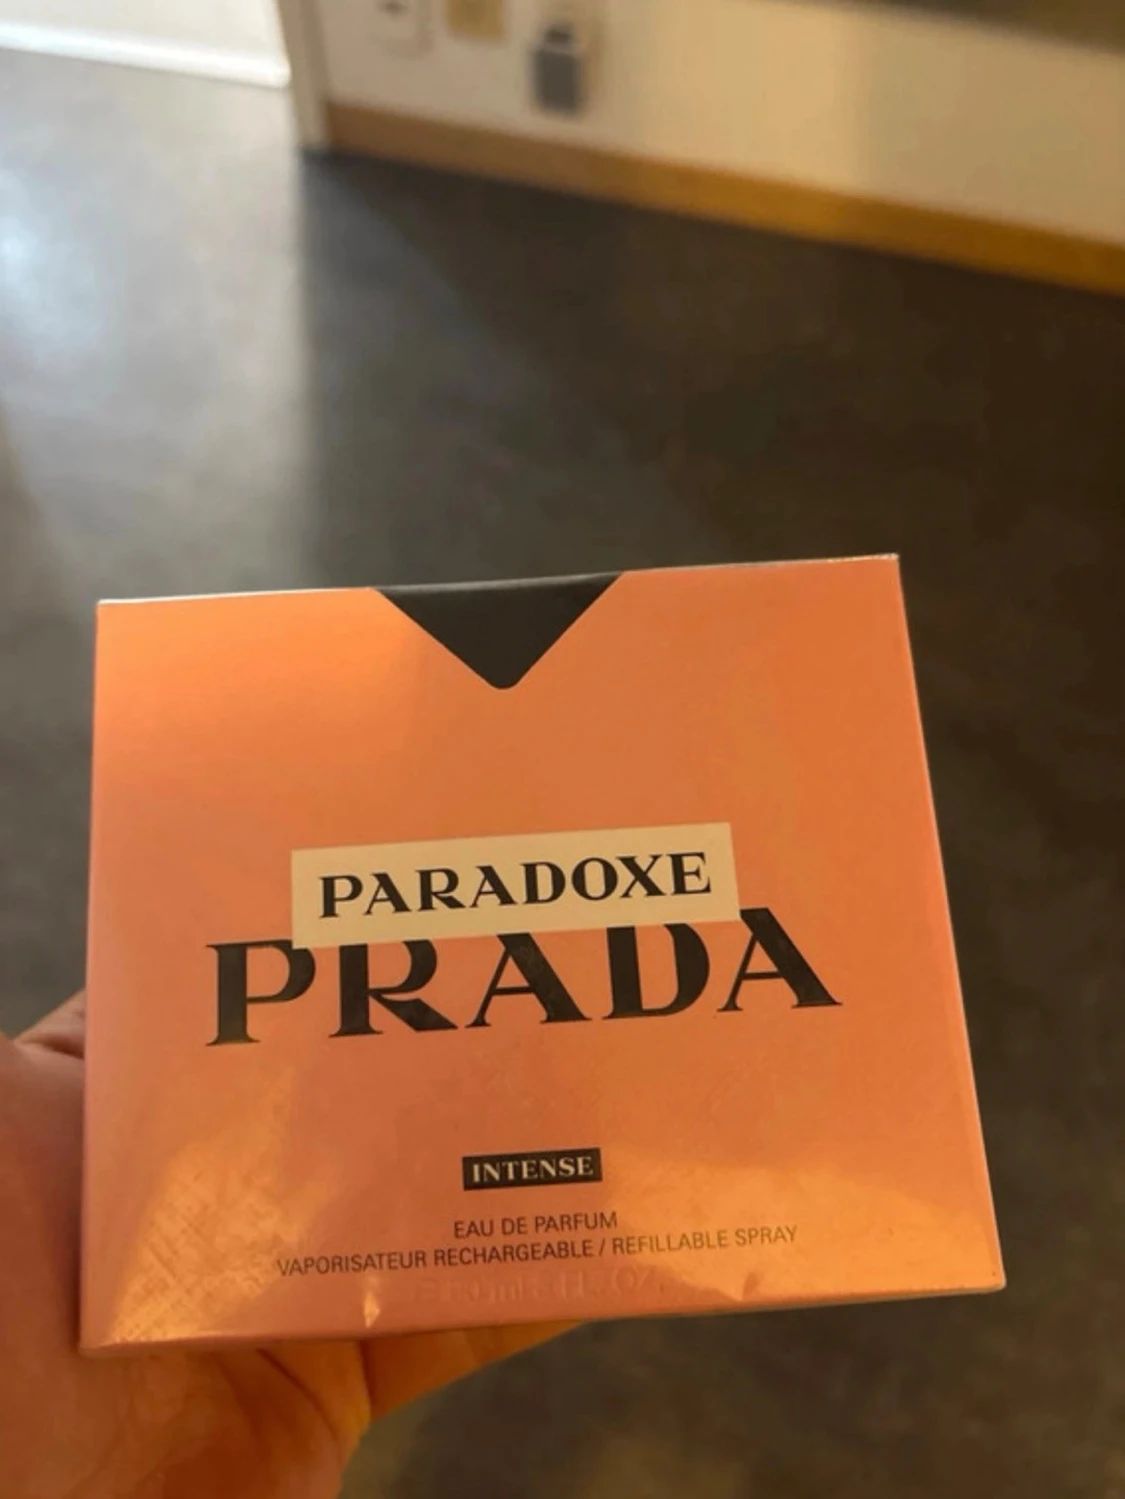 PARADOXE
PRADA
INTENSE
EAU DE PARFUM
VAPORISATEUR RECHARGEABLE / REFILLABLE SPRAY